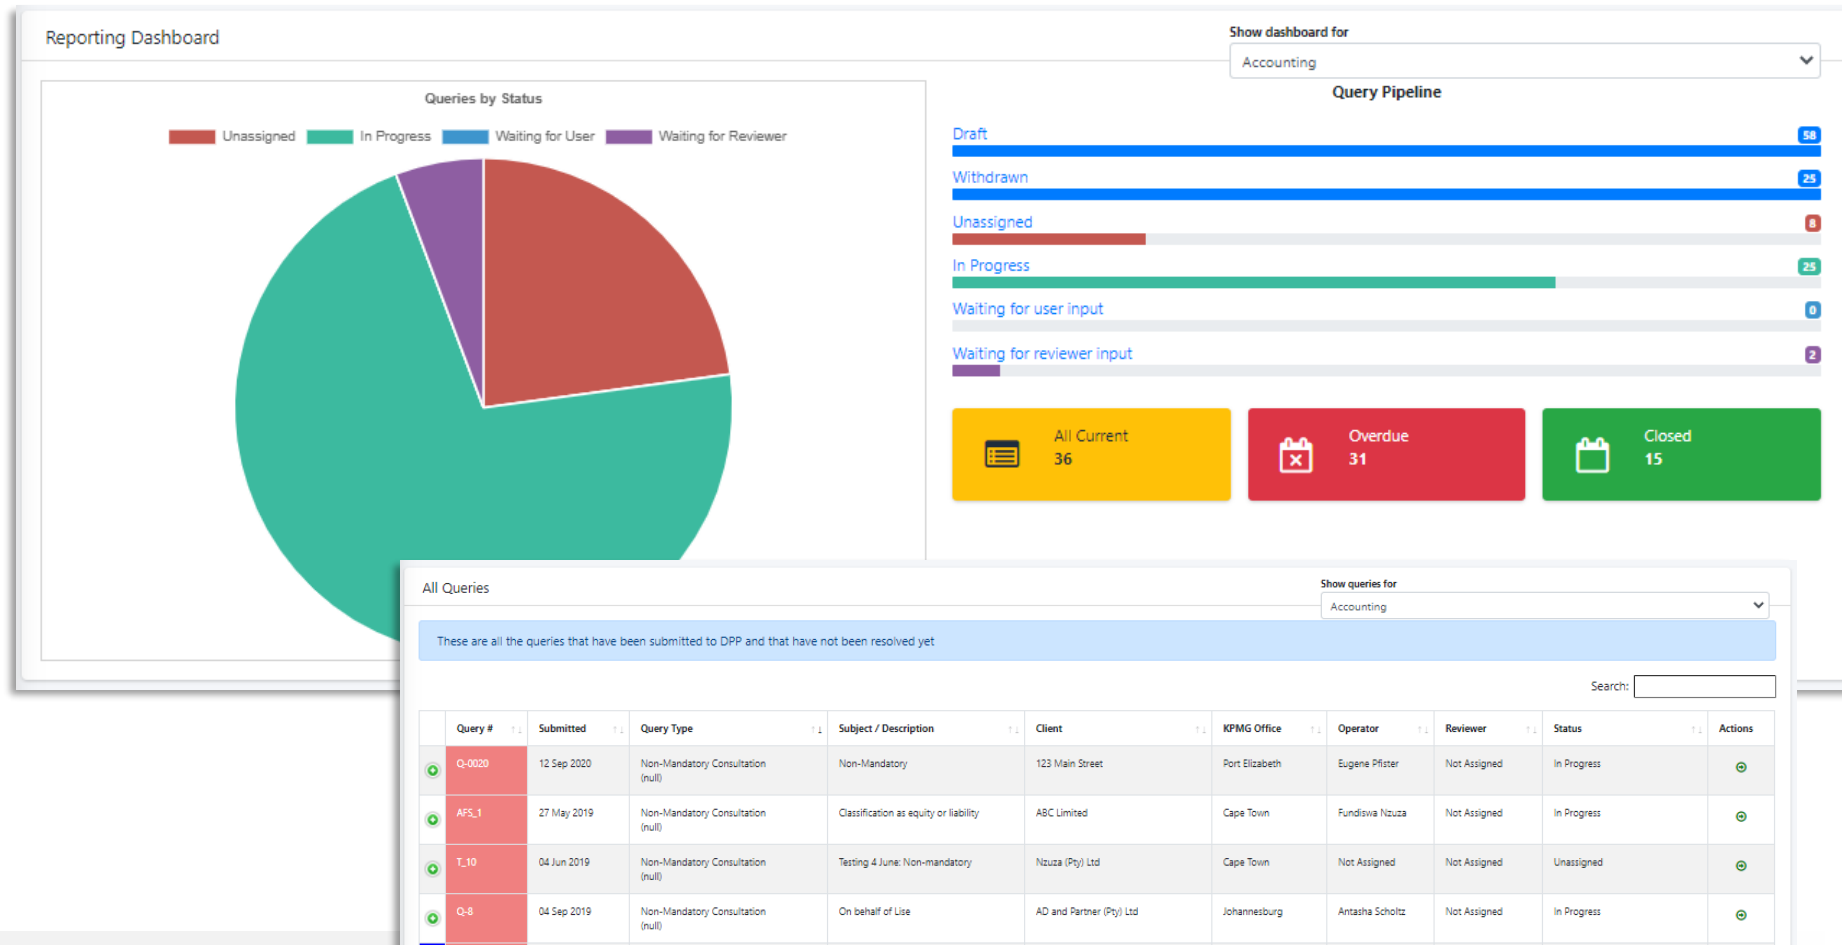 Reporting Dashboard
Show dashboard for
Accounting
Queries by Status
Unassigned In Progress Waiting for User Waiting for Reviewer
Query Pipeline
Draft 58
Withdrawn 25
Unassigned 8
In Progress 25
Waiting for user input 0
Waiting for reviewer input 2
All Current
36
Overdue
31
Closed
15
All Queries
Show queries for
Accounting
These are all the queries that have been submitted to DPP and that have not been resolved yet
Search:
Query # Submitted Query Type Subject / Description Client KPMG Office Operator Reviewer Status Actions
Q-0020 12 Sep 2020 Non-Mandatory Consultation Non-Mandatory 123 Main Street Port Elizabeth Eugene Pfister Not Assigned In Progress
(null)
AFS_1 27 May 2019 Non-Mandatory Consultation Classification as equity or liability ABC Limited Cape Town Fundiswa Nzuza Not Assigned In Progress
(null)
T_10 04 Jun 2019 Non-Mandatory Consultation Testing 4 June: Non-mandatory Nzuza (Pty) Ltd Cape Town Not Assigned Not Assigned Unassigned
(null)
Q-8 04 Sep 2019 Non-Mandatory Consultation On behalf of Lise AD and Partner (Pty) Ltd Johannesburg Antasha Scholtz Not Assigned In Progress
(null)